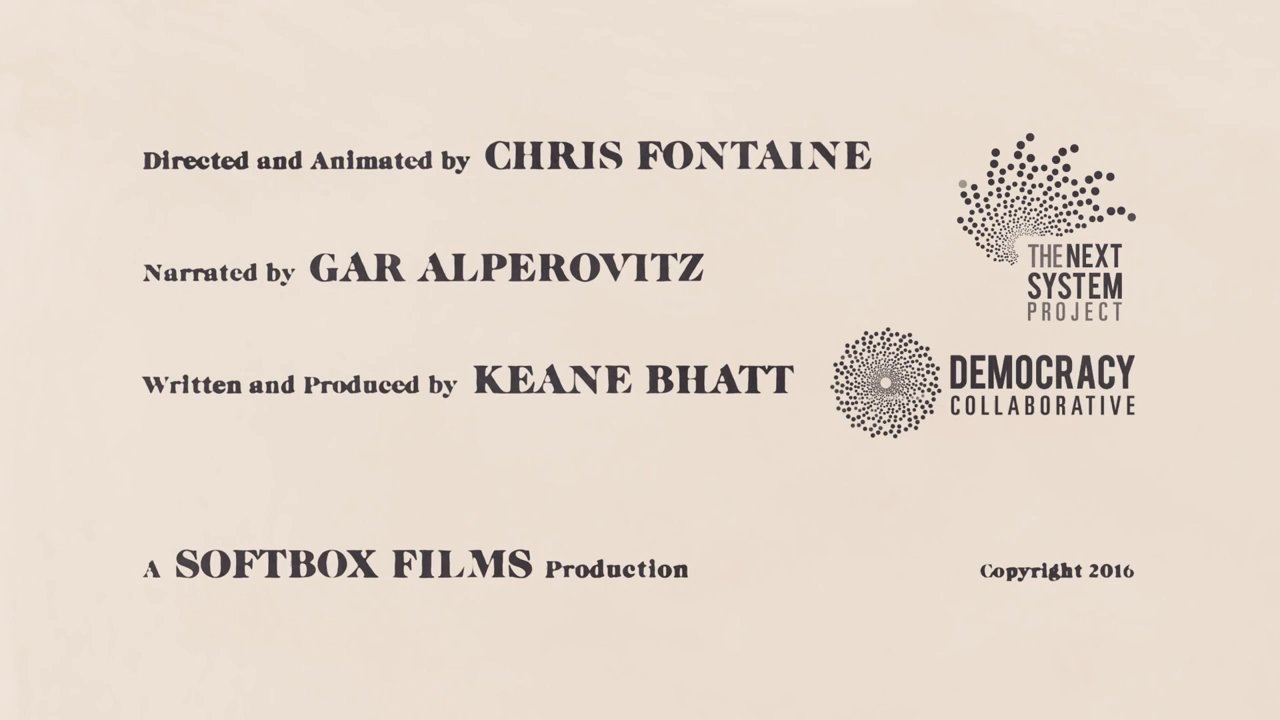 Directed and Animated by CHRIS FONTAINE
Narrated by GAR ALPEROVITZ
Written and Produced by KEANE BHATT
A SOFTBOX FILMS Production
THE NEXT
SYSTEM
PROJECT
DEMOCRACY
COLLABORATIVE
Copyright 2016